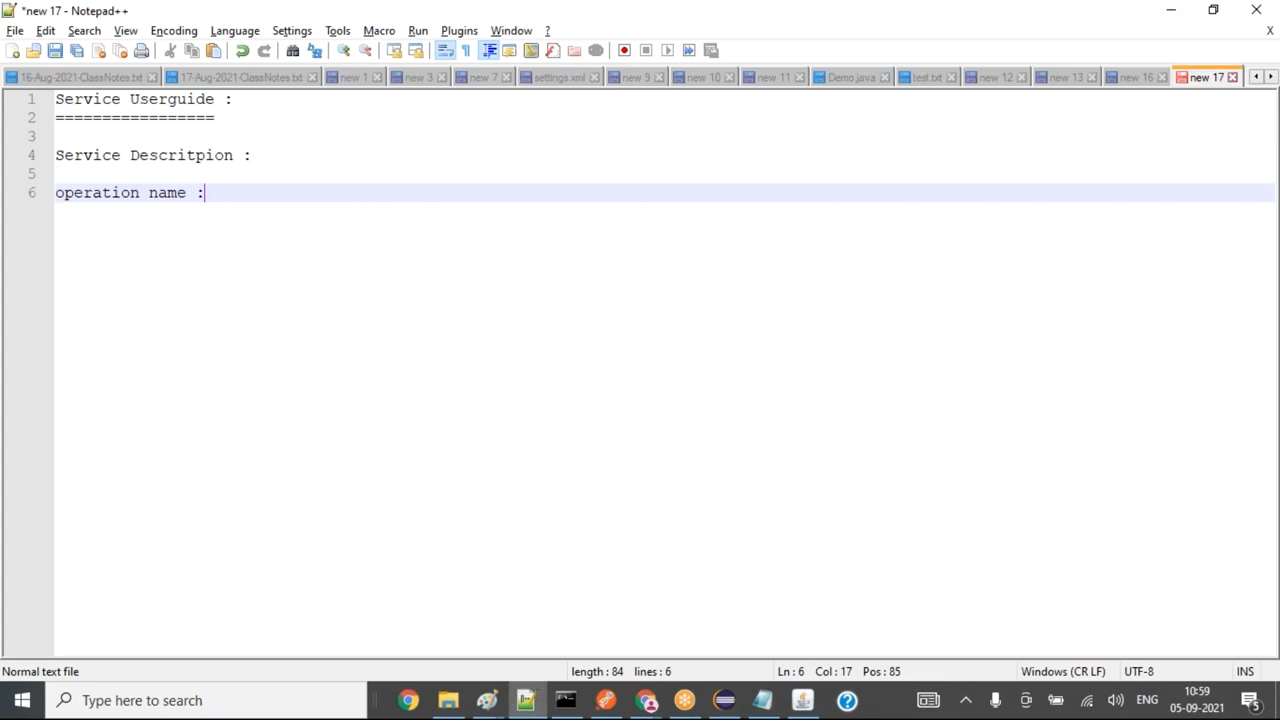 *new 17 - Notepad++
File Edit Search View Encoding Language Settings Tools Macro Run Plugins Window ? X
16-Aug-2021-ClassNotes.txt 17-Aug-2021-ClassNotes.txt new 1 new 3 new 7 settings.xml new 9 new 10 new 11 Demo.java test.txt new 12 new 13 new 16 new 17
1 Service Userguide :
2 =================
3
4 Service Descritpion :
5
6 operation name :
Normal text file length : 84 lines : 6 Ln : 6 Col : 17 Pos : 85 Windows (CR LF) UTF-8 INS
Type here to search ENG 10:59
05-09-2021 5